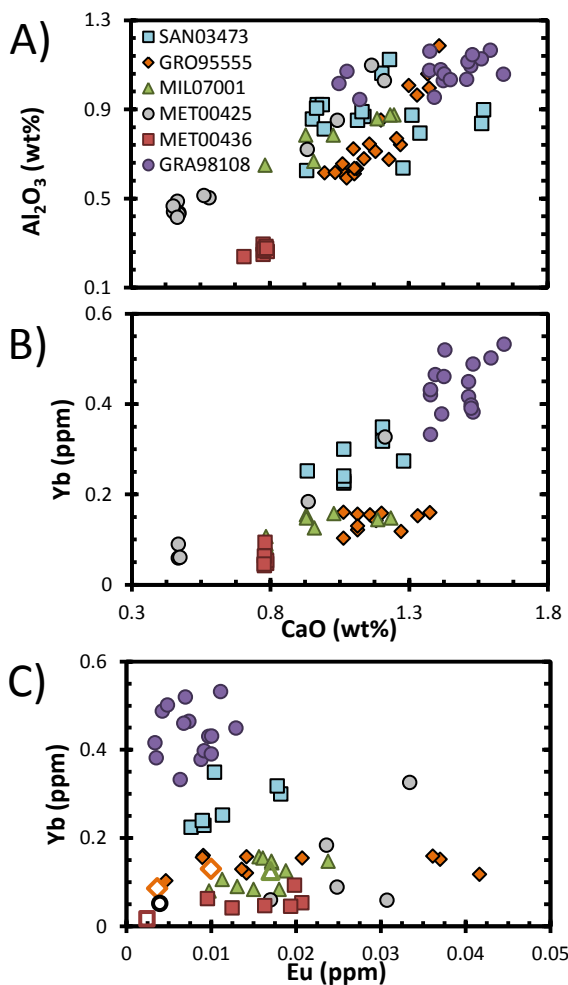 A)
1.3
0.9
0.5
0.1
Al₂O₃ (wt%)
SAN03473
GRO95555
MIL07001
MET00425
MET00436
GRA98108
B)
0.6
0.4
0.2
0
Yb (ppm)
0.3 0.8 1.3 1.8
CaO (wt%)
C)
0.6
0.4
0.2
0
Yb (ppm)
0 0.01 0.02 0.03 0.04 0.05
Eu (ppm)